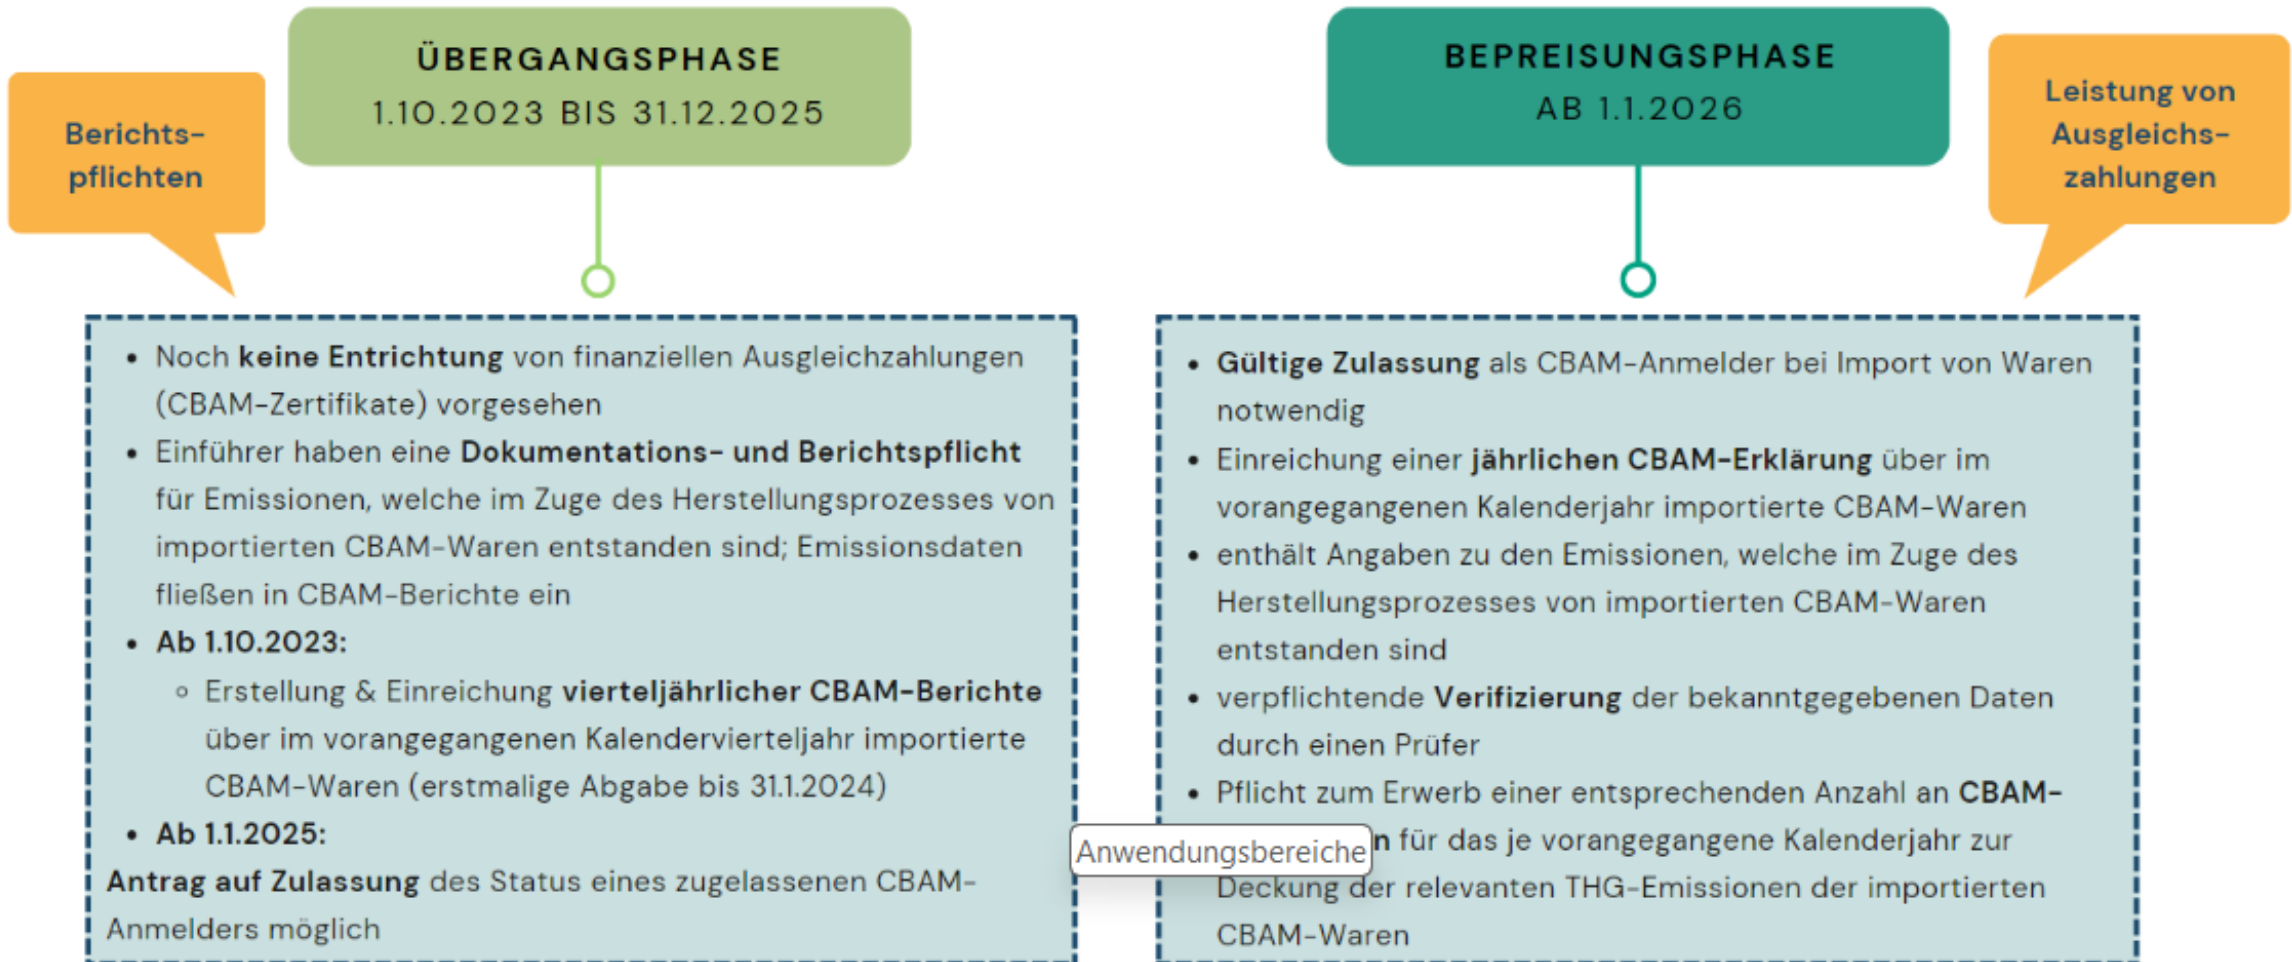 ÜBERGANGSPHASE
1.10.2023 BIS 31.12.2025
Berichts-
pflichten
• Noch keine Entrichtung von finanziellen Ausgleichzahlungen
(CBAM-Zertifikate) vorgesehen
• Einführer haben eine Dokumentations- und Berichtspflicht
für Emissionen, welche im Zuge des Herstellungsprozesses von
importierten CBAM-Waren entstanden sind; Emissionsdaten
fließen in CBAM-Berichte ein
• Ab 1.10.2023:
◦ Erstellung & Einreichung vierteljährlicher CBAM-Berichte
über im vorangegangenen Kalendervierteljahr importierte
CBAM-Waren (erstmalige Abgabe bis 31.1.2024)
• Ab 1.1.2025:
Antrag auf Zulassung des Status eines zugelassenen CBAM-
Anmelders möglich
BEPREISUNGSPHASE
AB 1.1.2026
Leistung von
Ausgleichs-
zahlungen
• Gültige Zulassung als CBAM-Anmelder bei Import von Waren
notwendig
• Einreichung einer jährlichen CBAM-Erklärung über im
vorangegangenen Kalenderjahr importierte CBAM-Waren
• enthält Angaben zu den Emissionen, welche im Zuge des
Herstellungsprozesses von importierten CBAM-Waren
entstanden sind
• verpflichtende Verifizierung der bekanntgegebenen Daten
durch einen Prüfer
• Pflicht zum Erwerb einer entsprechenden Anzahl an CBAM-
n für das je vorangegangene Kalenderjahr zur
Deckung der relevanten THG-Emissionen der importierten
CBAM-Waren
Anwendungsbereiche